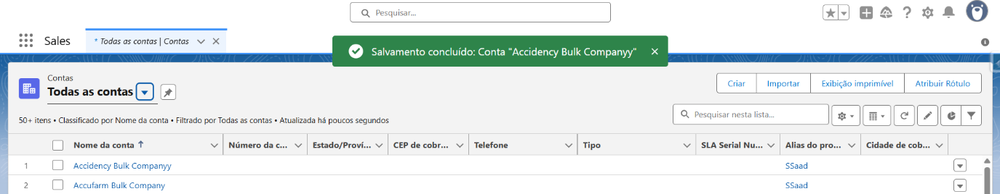 Pesquisar...
Sales
* Todas as contas | Contas
Salvamento concluído: Conta "Accidency Bulk Companyy"
Contas
Todas as contas
Criar Importar Exibição imprimível Atribuir Rótulo
50+ itens • Classificado por Nome da conta • Filtrado por Todas as contas • Atualizada há poucos segundos
Pesquisar nesta lista...
Nome da conta Número da c... Estado/Proví... CEP de cobr... Telefone Tipo SLA Serial Nu... Alias do pro... Cidade de cob...
1 Accidency Bulk Companyy SSaad
2 Accufarm Bulk Company SSaad